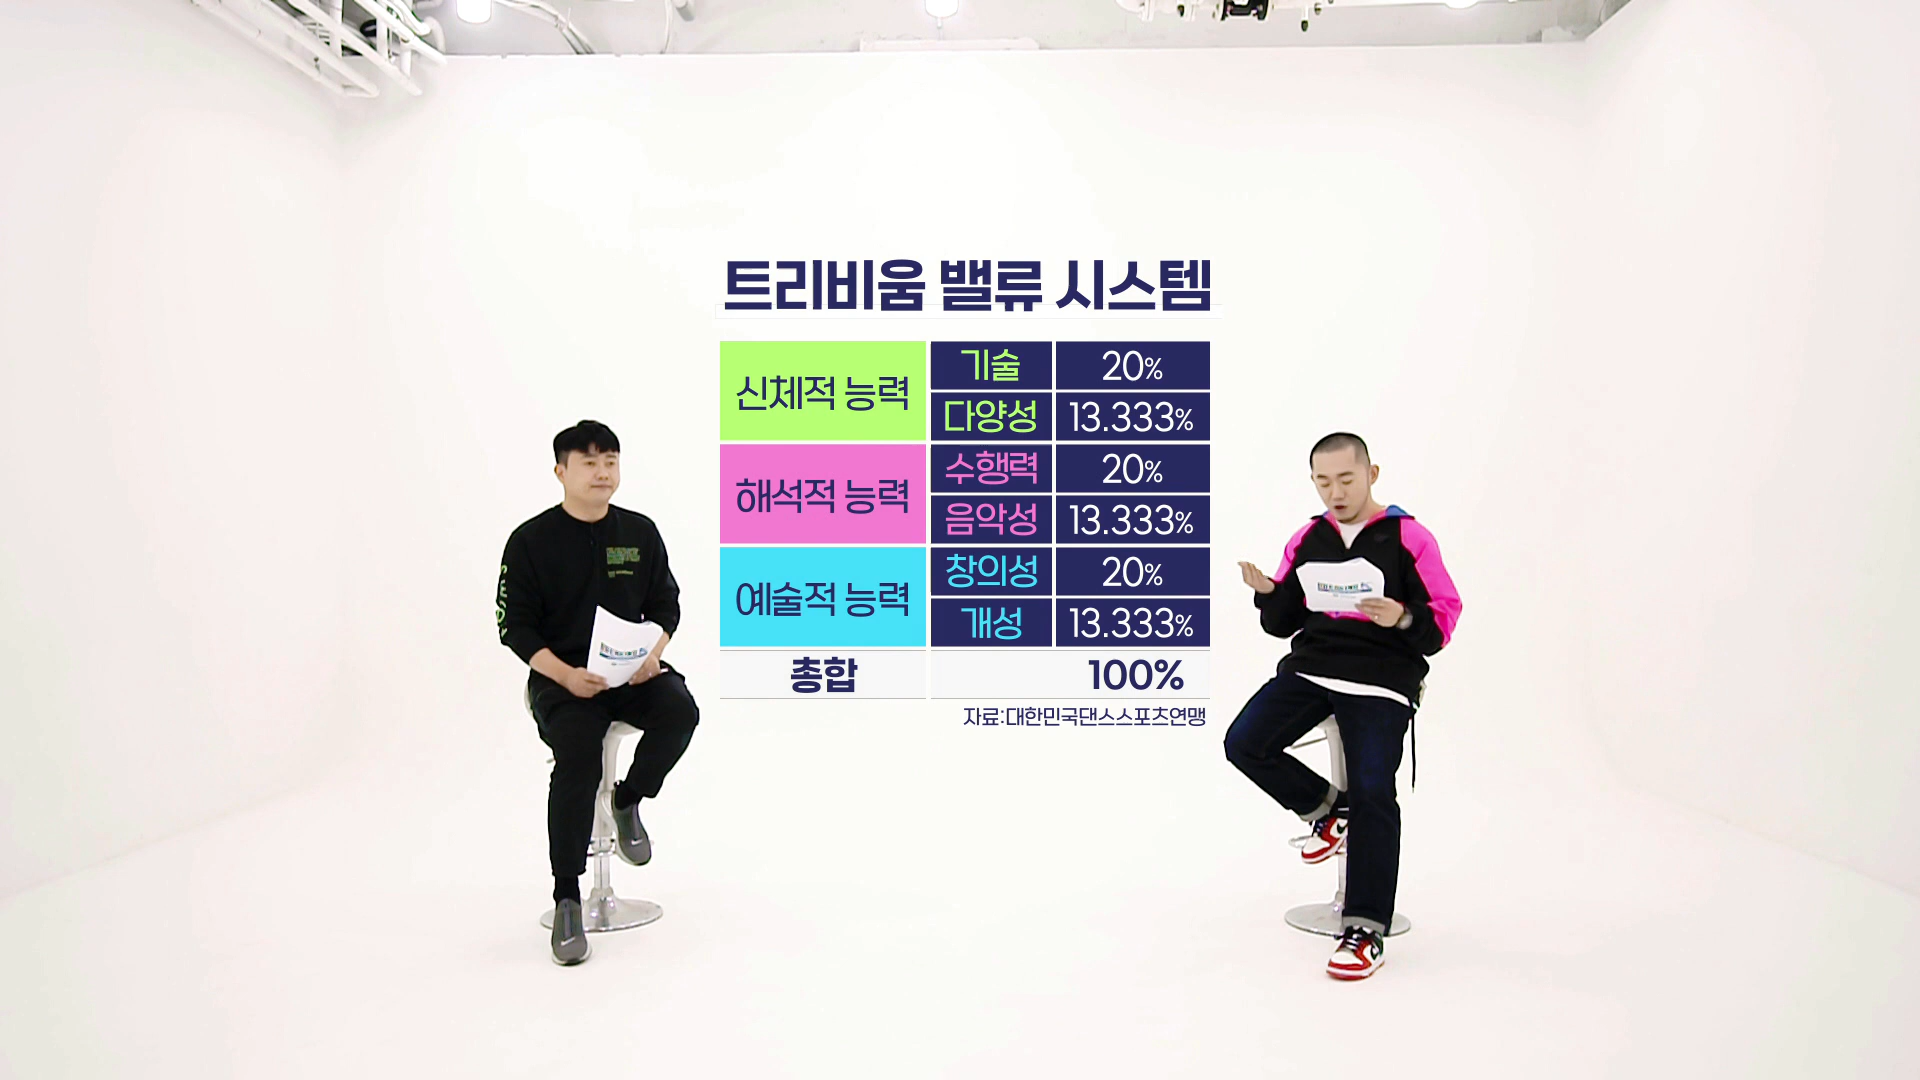 트리비움 밸류 시스템
신체적 능력
기술
20%
다양성
13.333%
해석적 능력
수행력
20%
음악성
13.333%
예술적 능력
창의성
20%
개성
13.333%
총합
100%
자료:대한민국댄스스포츠연맹